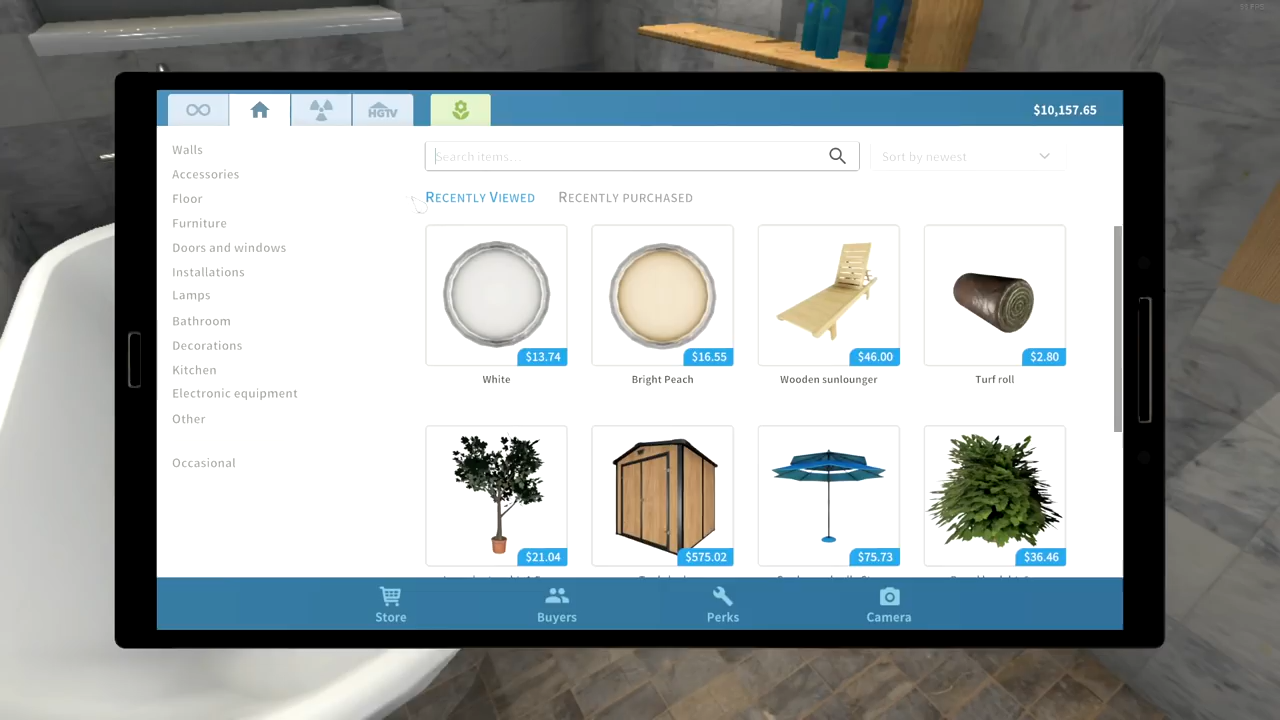 HGTV
$10,157.65
Walls
Accessories
Floor
Furniture
Doors and windows
Installations
Lamps
Bathroom
Decorations
Kitchen
Electronic equipment
Other
Occasional
Search items...
Sort by newest
RECENTLY VIEWED
RECENTLY PURCHASED
$13.74
$16.55
$46.00
$2.80
White
Bright Peach
Wooden sunlounger
Turf roll
$21.04
$575.02
$75.73
$36.46
Store
Buyers
Perks
Camera